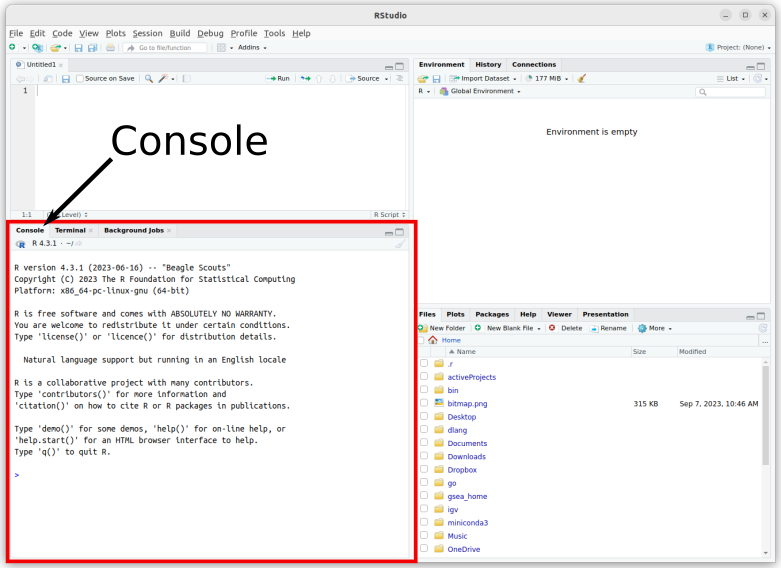 RStudio
File Edit Code View Plots Session Build Debug Profile Tools Help
Go to file/function Addins Project: (None)
Untitled1
Source on Save Run Source
1
Console
1:1 Level) R Script
Console Terminal Background Jobs
R 4.3.1 · ~/
R version 4.3.1 (2023-06-16) -- "Beagle Scouts"
Copyright (C) 2023 The R Foundation for Statistical Computing
Platform: x86_64-pc-linux-gnu (64-bit)
R is free software and comes with ABSOLUTELY NO WARRANTY.
You are welcome to redistribute it under certain conditions.
Type 'license()' or 'licence()' for distribution details.
Natural language support but running in an English locale
R is a collaborative project with many contributors.
Type 'contributors()' for more information and
'citation()' on how to cite R or R packages in publications.
Type 'demo()' for some demos, 'help()' for on-line help, or
'help.start()' for an HTML browser interface to help.
Type 'q()' to quit R.
>
Environment History Connections
Import Dataset 177 MiB List
R Global Environment
Environment is empty
Files Plots Packages Help Viewer Presentation
New Folder New Blank File Delete Rename More
Home ...
Name Size Modified
.r
activeProjects
bin
bitmap.png 315 KB Sep 7, 2023, 10:46 AM
Desktop
dlang
Documents
Downloads
Dropbox
go
gsea_home
igv
miniconda3
Music
OneDrive